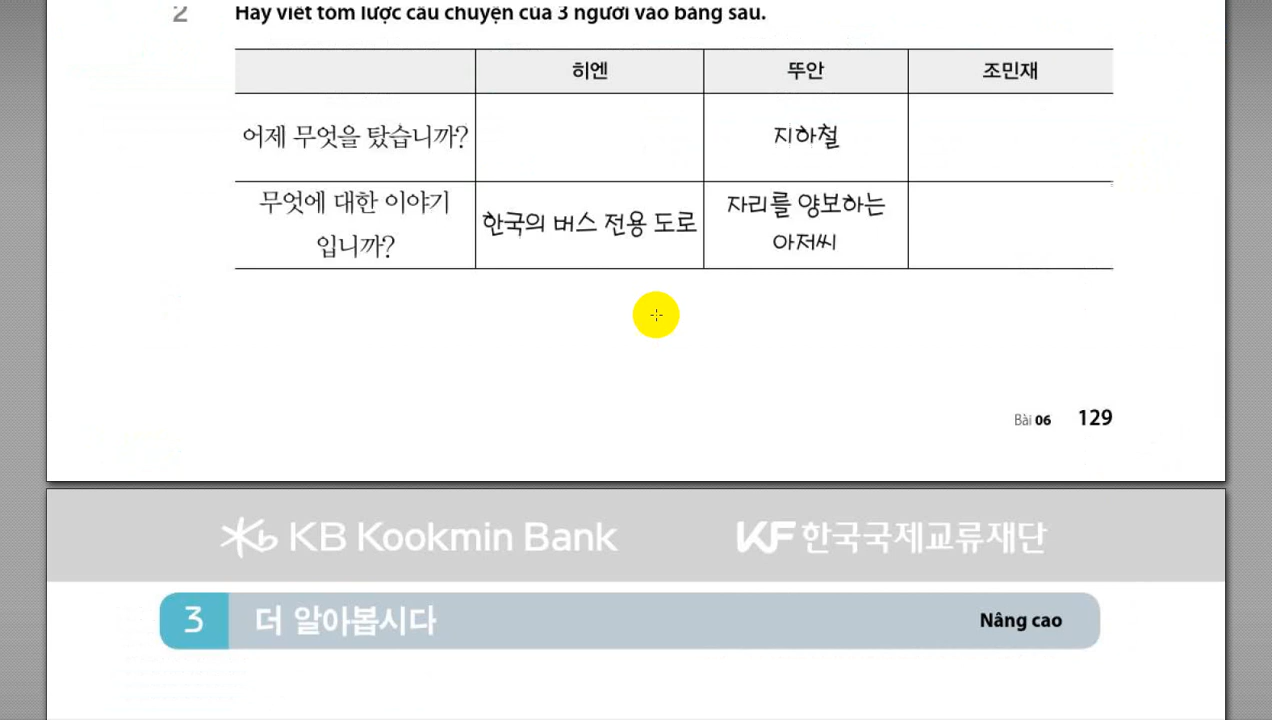 2 Hãy viết tóm lược câu chuyện của 3 người vào bảng sau.
히엔 뚜안 조민재
어제 무엇을 탔습니까? 지하철
무엇에 대한 이야기
입니까?
한국의 버스 전용 도로
자리를 양보하는
아저씨
Bài 06 129
KB Kookmin Bank KF 한국국제교류재단
3 더 알아봅시다 Nâng cao